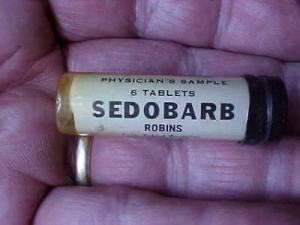 PHYSICIAN'S SAMPLE
6 TABLETS
SEDOBARB
ROBINS